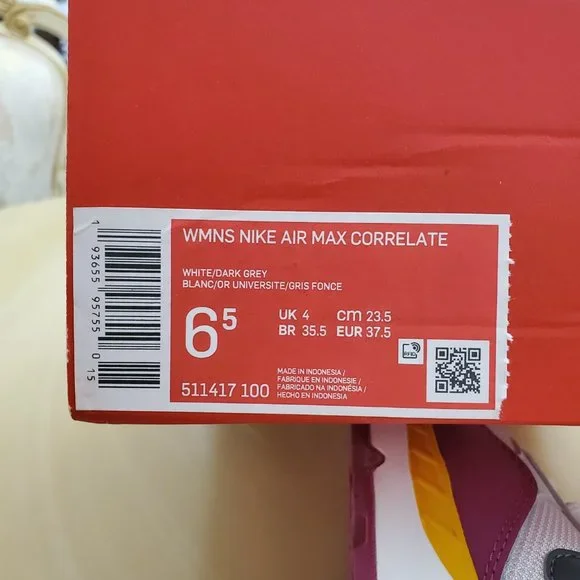 WMNS NIKE AIR MAX CORRELATE
WHITE/DARK GREY
BLANC/OR UNIVERSITE/GRIS FONCE
6⁵
UK 4 cm 23.5
BR 35.5 EUR 37.5
RFID
511417 100
MADE IN INDONESIA/
FABRIQUE EN INDONESIE/
FABRICADO NA INDONÉSIA/
HECHO EN INDONESIA
1 93655 95755 0 15